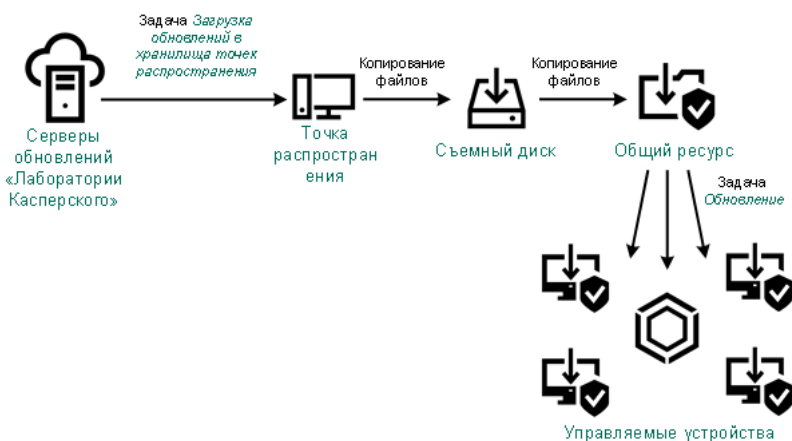 Задача Загрузка
обновлений в
хранилища точек
распространения
Копирование
файлов
Копирование
файлов
Серверы
обновлений
«Лаборатории
Касперского»
Точка
распростран
ения
Съемный диск
Общий ресурс
Задача
Обновление
Управляемые устройства